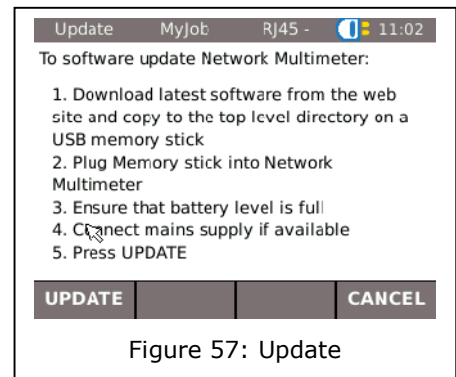 Update MyJob RJ45 - 11:02
To software update Network Multimeter:
1. Download latest software from the web
site and copy to the top level directory on a
USB memory stick
2. Plug Memory stick into Network
Multimeter
3. Ensure that battery level is full
4. Connect mains supply if available
5. Press UPDATE
UPDATE CANCEL
Figure 57: Update